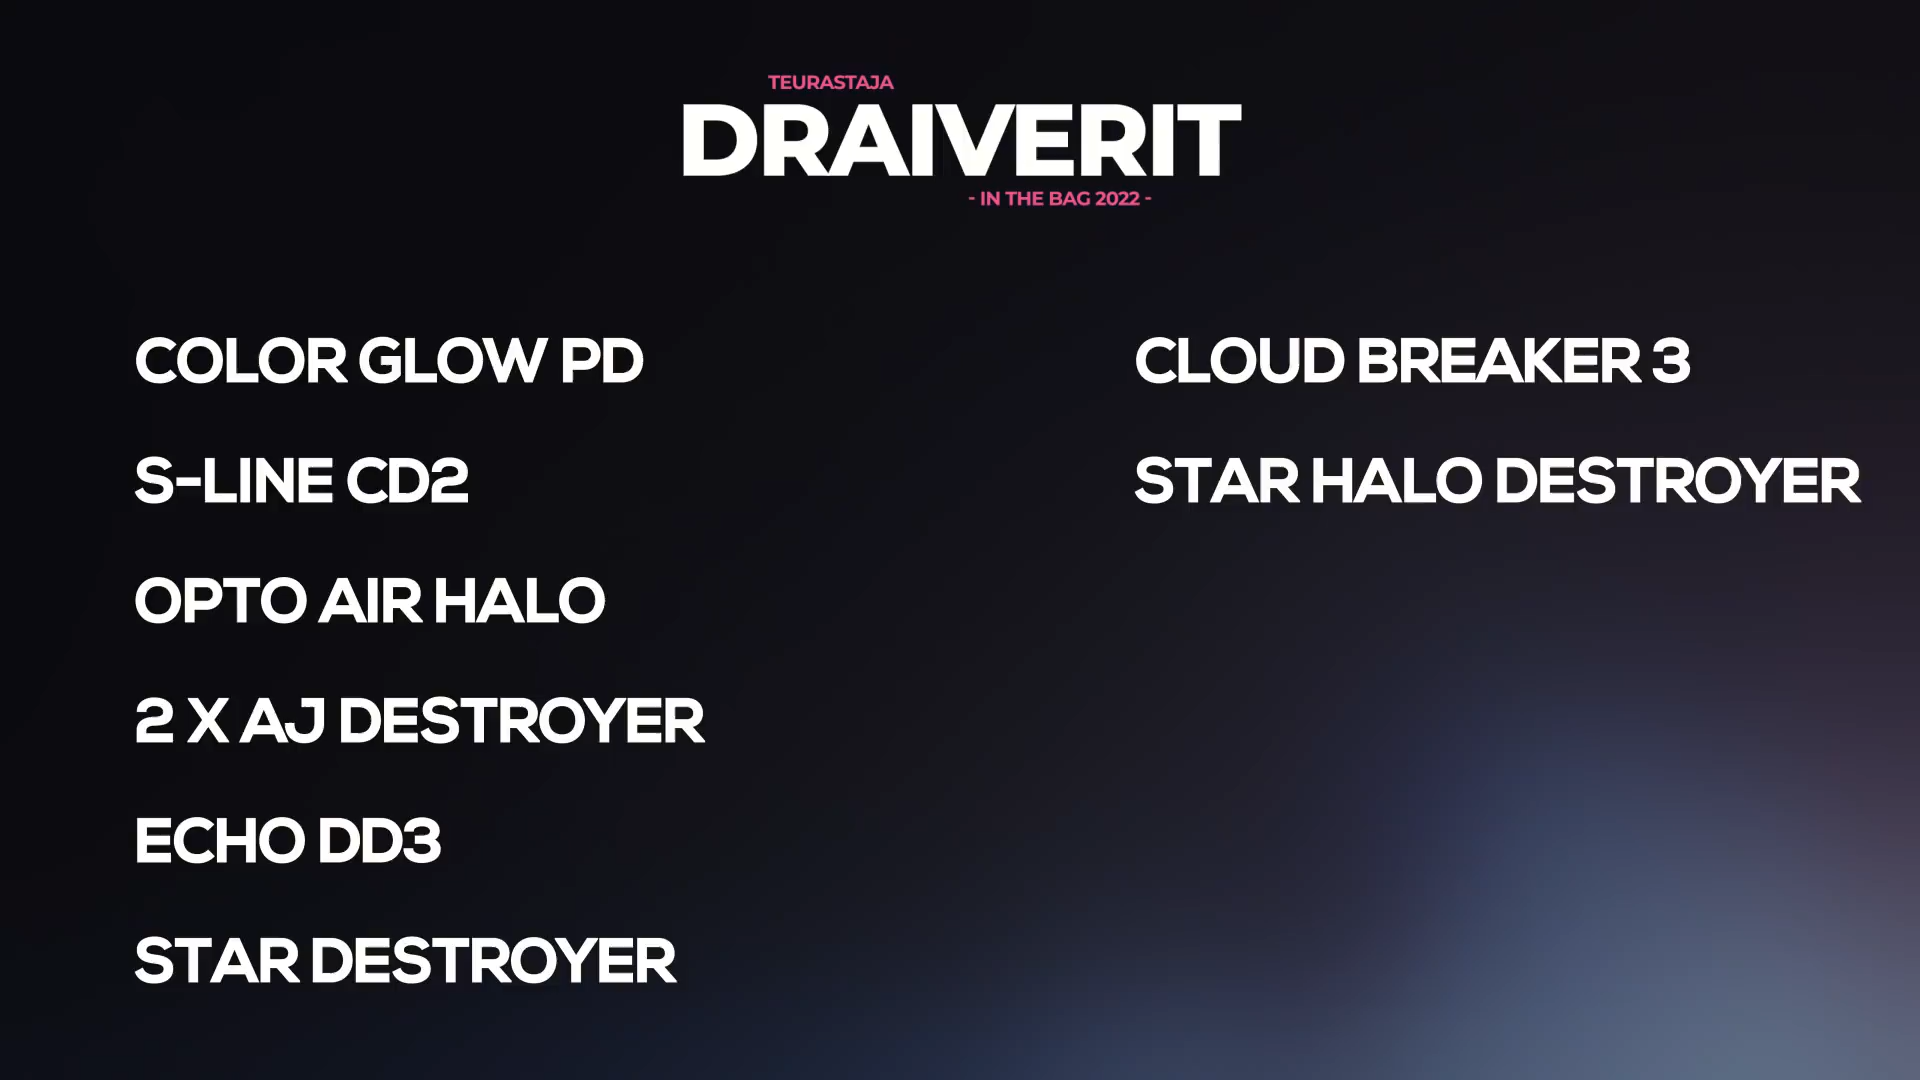 TEURASTAJA
DRAIVERIT
- IN THE BAG 2022 -
COLOR GLOW PD
S-LINE CD2
OPTO AIR HALO
2 X AJ DESTROYER
ECHO DD3
STAR DESTROYER
CLOUD BREAKER 3
STAR HALO DESTROYER